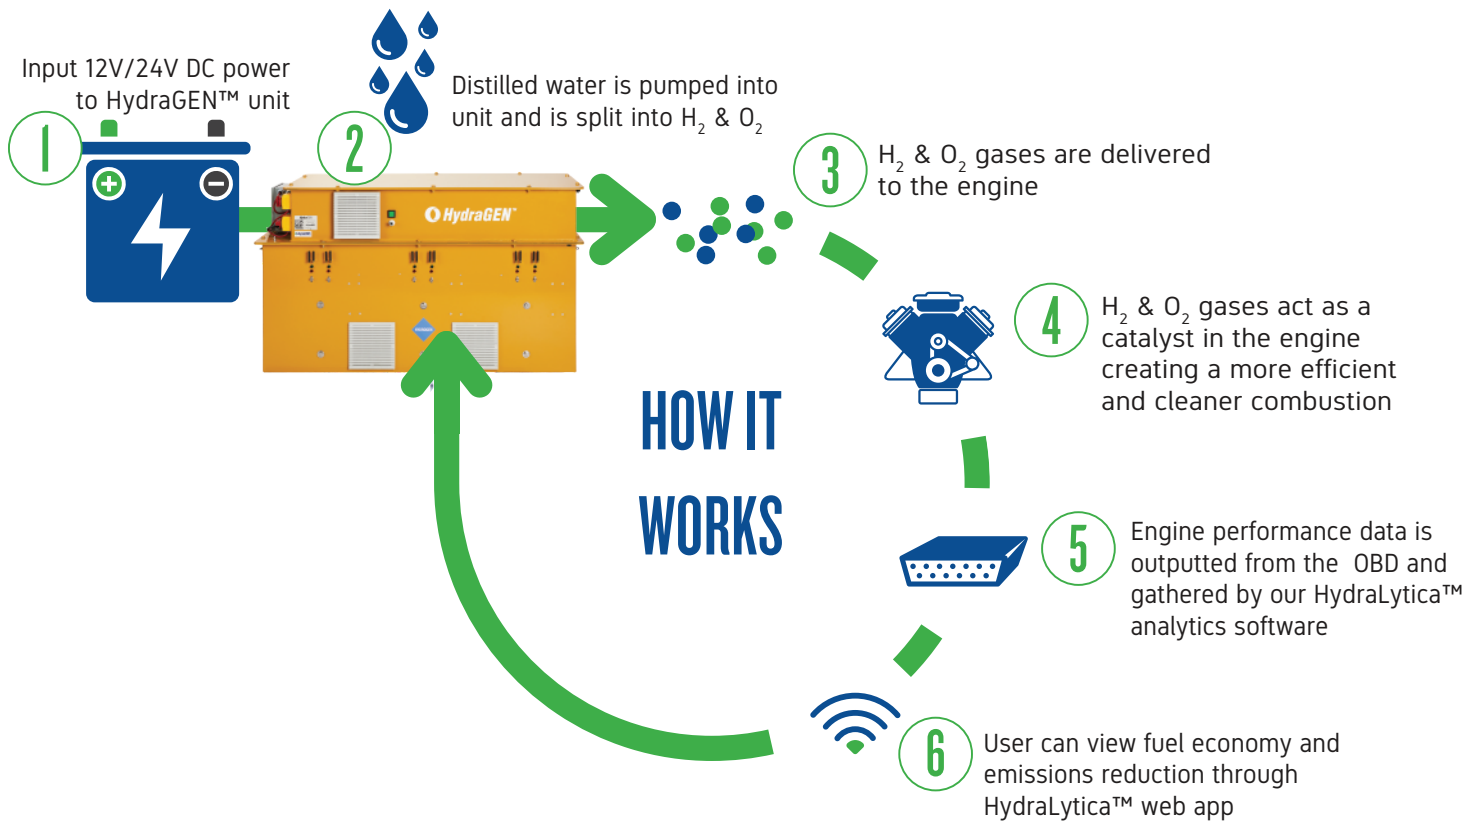 Input 12V/24V DC power
to HydraGEN™ unit
1
2
Distilled water is pumped into
unit and is split into H₂ & O₂
3
H₂ & O₂ gases are delivered
to the engine
HydraGEN™
4
H₂ & O₂ gases act as a
catalyst in the engine
creating a more efficient
and cleaner combustion
HOW IT
WORKS
5
Engine performance data is
outputted from the OBD and
gathered by our HydraLytica™
analytics software
6
User can view fuel economy and
emissions reduction through
HydraLytica™ web app